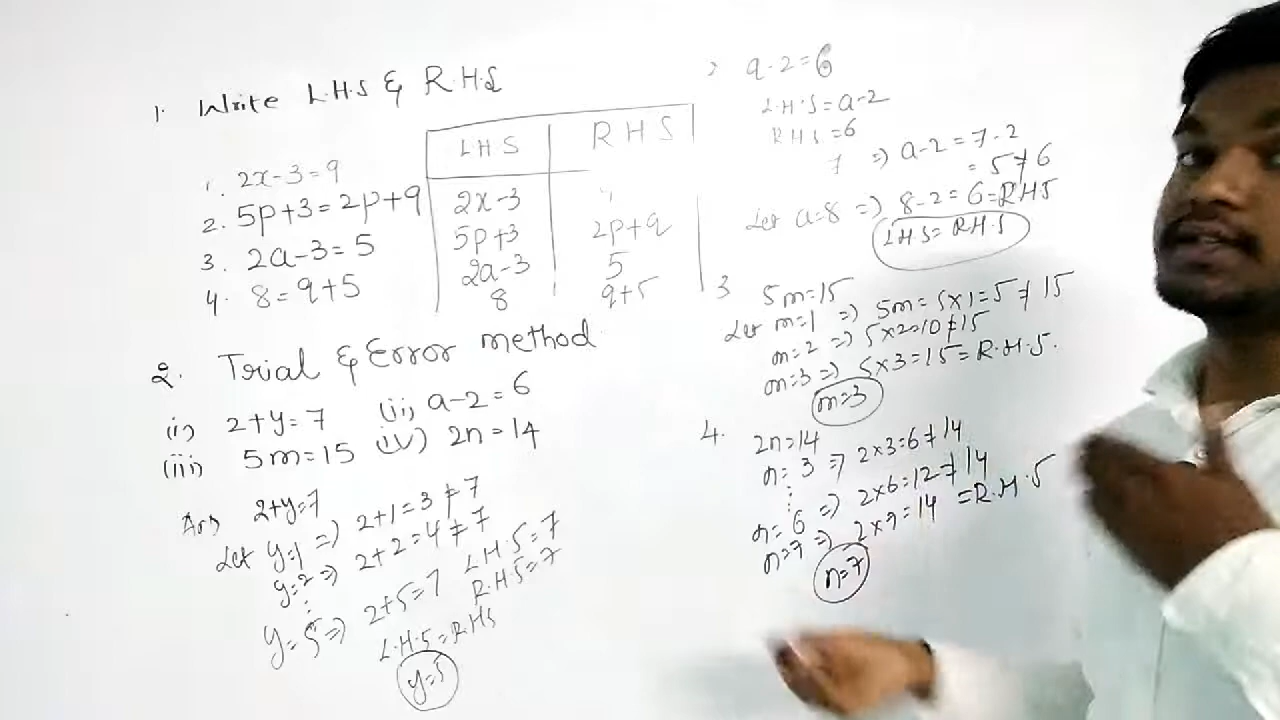 1. Write L.H.S & R.H.S
LHS RHS
1. 2x-3=9 2x-3
2. 5p+3=2p+9 5p+3 2p+9
3. 2a-3=5 2a-3 5
4. 8=9+5 8 9+5
2. Trial & Error method
(i) 2+y=7 (ii) a-2=6
(iii) 5m=15 (iv) 2n=14
Ans 2+y=7
Let y=1 => 2+1=3≠7
y=2 => 2+2=4≠7
⋮
y=5 => 2+5=7 L.H.S=7
R.H.S=7
L.H.S=RHS
y=5
2 a-2=6
L.H.S=a-2
RHS=6
7 => a-2=7-2
=5≠6
Let a=8 => 8-2=6=RHS
LHS=RH.S
3 5m=15
Let m=1 => 5m=5x1=5≠15
m=2 => 5x2=10≠15
m=3 => 5x3=15=R.H.S.
m=3
4. 2n=14
n=3 => 2x3=6≠14
⋮
n=6 => 2x6=12≠14
n=7 => 2x7=14 =R.H.S
n=7